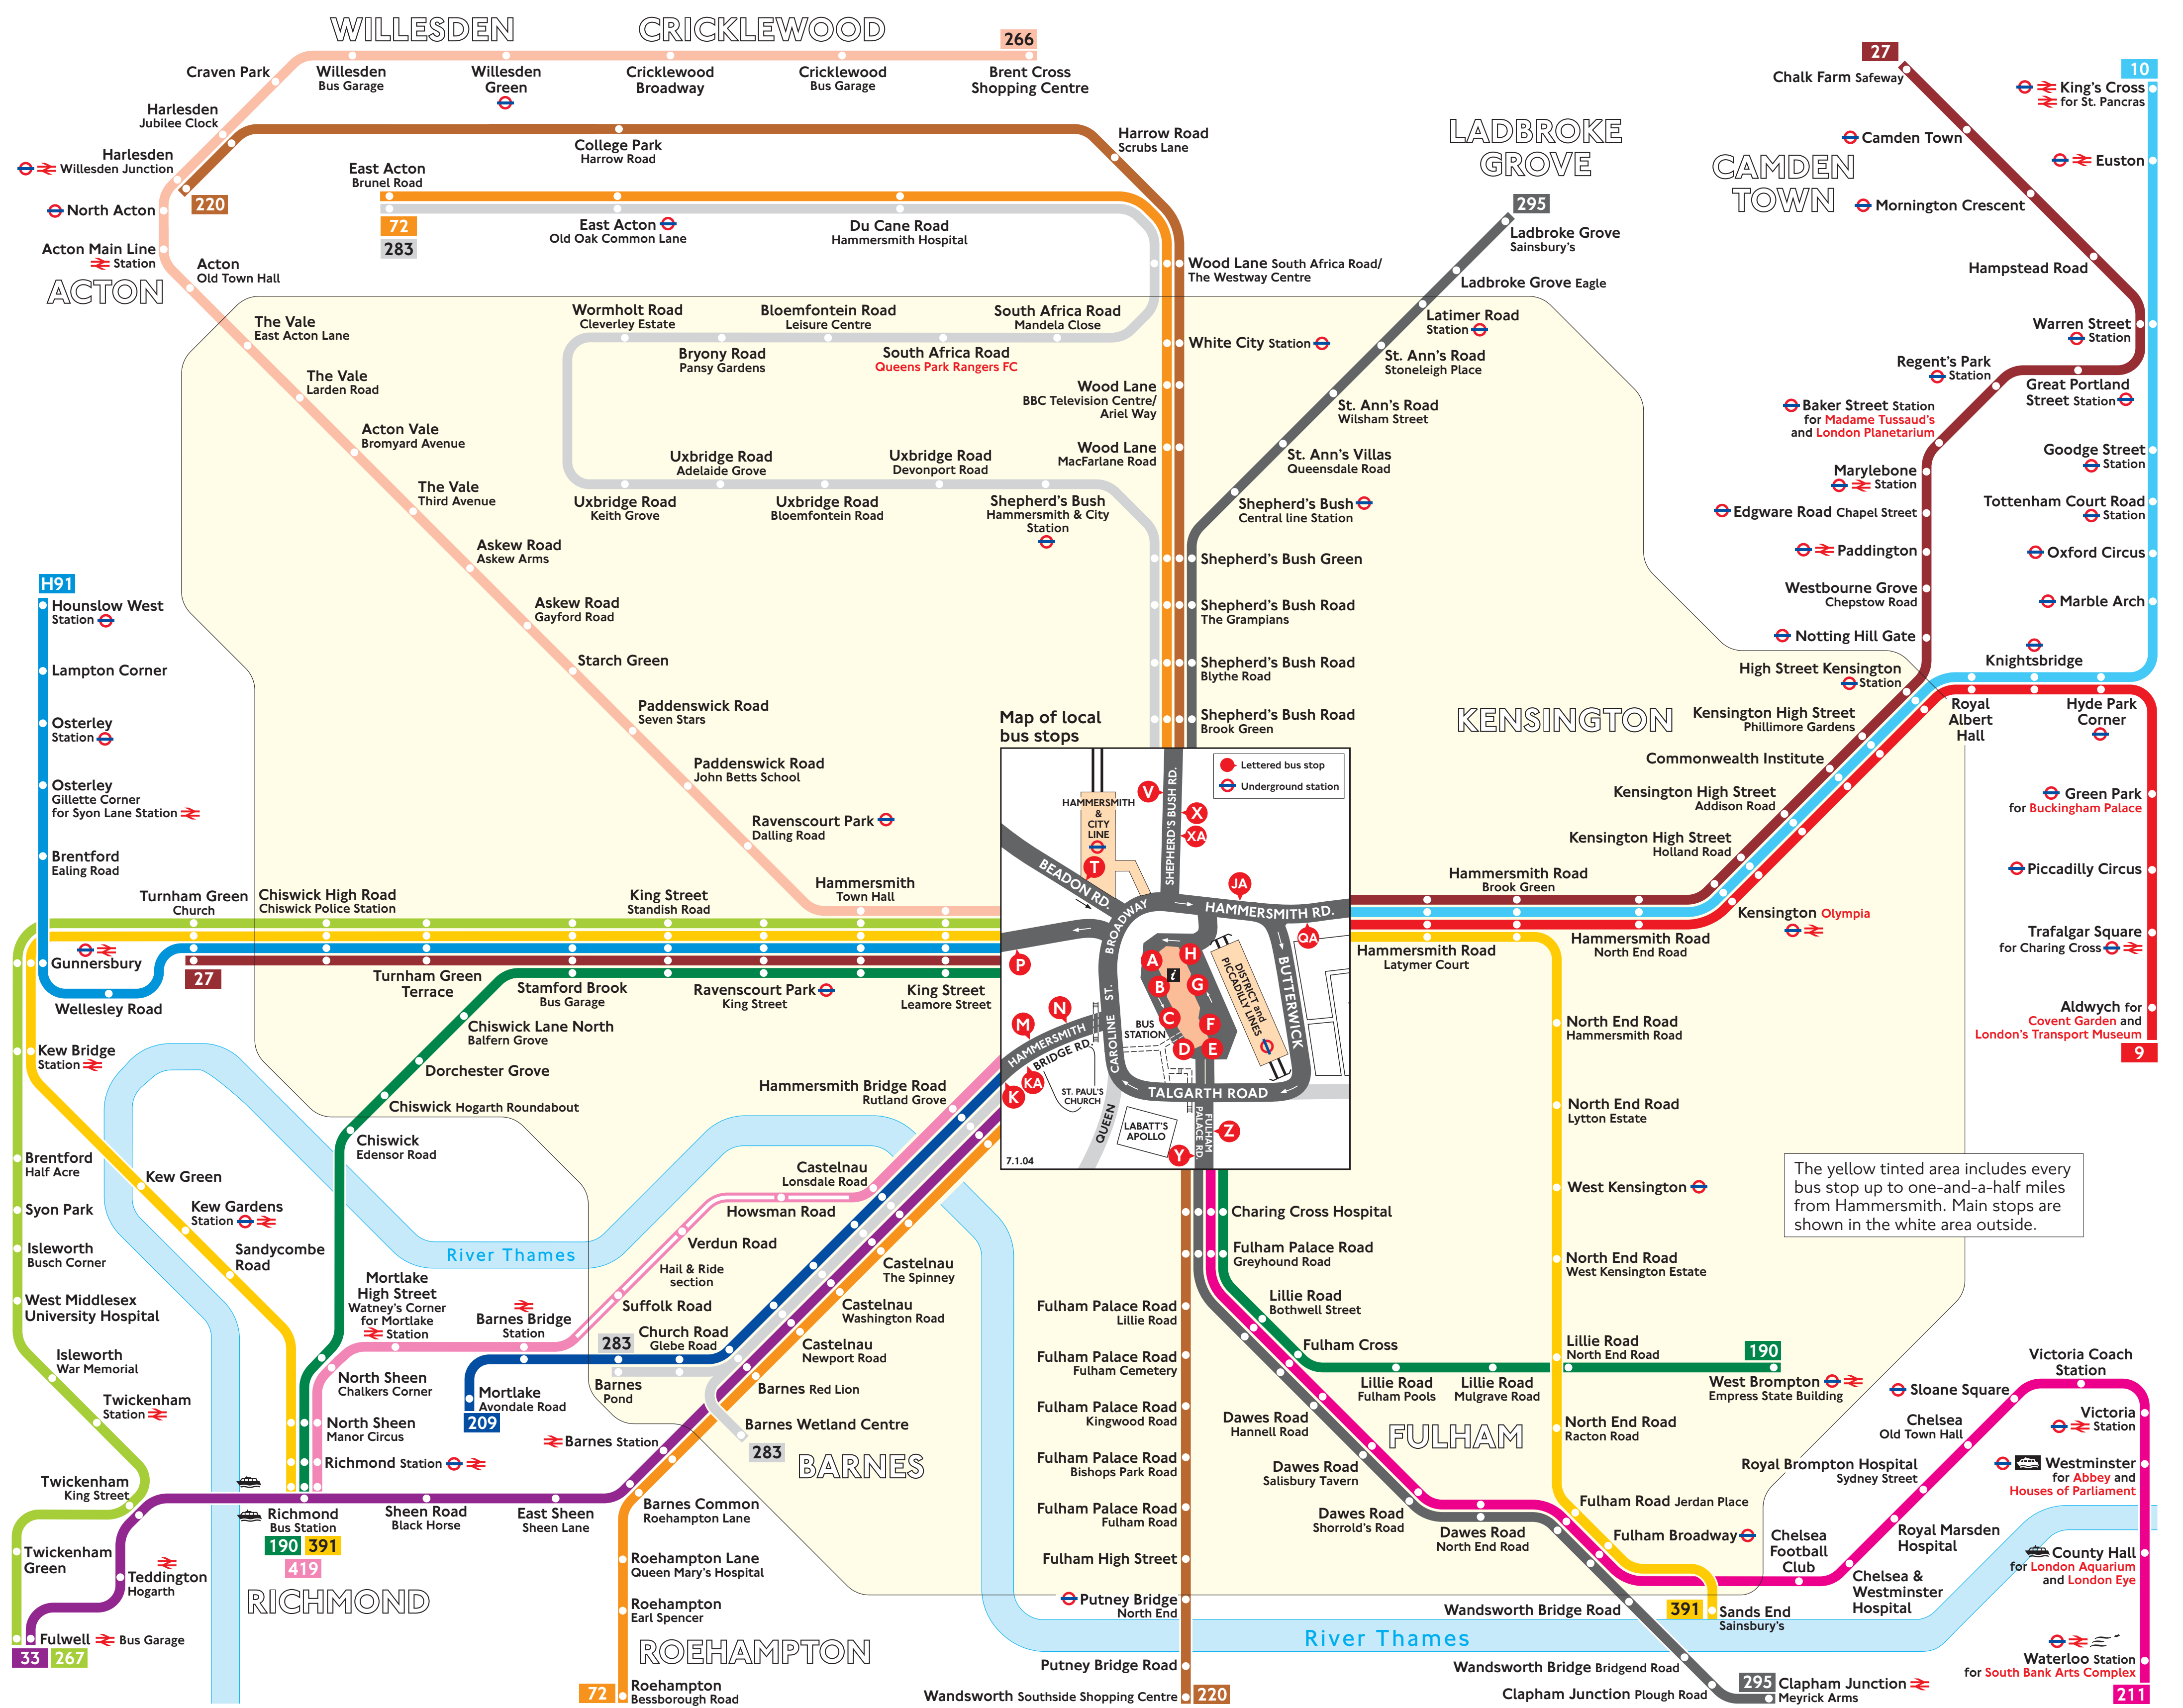 WILLESDEN
CRICKLEWOOD
266
Craven Park
Willesden
Bus Garage
Willesden
Green
Cricklewood
Broadway
Cricklewood
Bus Garage
Brent Cross
Shopping Centre
Harlesden
Jubilee Clock
Harlesden
Willesden Junction
220
North Acton
Acton Main Line
Station
ACTON
Acton
Old Town Hall
College Park
Harrow Road
Harrow Road
Scrubs Lane
East Acton
Brunel Road
72
283
East Acton
Old Oak Common Lane
Du Cane Road
Hammersmith Hospital
Wood Lane South Africa Road/
The Westway Centre
LADBROKE
GROVE
295
Ladbroke Grove
Sainsbury's
Ladbroke Grove Eagle
Latimer Road
Station
St. Ann's Road
Stoneleigh Place
St. Ann's Road
Wilsham Street
St. Ann's Villas
Queensdale Road
Shepherd's Bush
Central line Station
CAMDEN
TOWN
27
Chalk Farm Safeway
Camden Town
Mornington Crescent
Hampstead Road
Warren Street
Station
Regent's Park
Station
Great Portland
Street Station
Baker Street Station
for Madame Tussaud's
and London Planetarium
Marylebone
Station
Edgware Road Chapel Street
Paddington
Westbourne Grove
Chepstow Road
Notting Hill Gate
High Street Kensington
Station
10
King's Cross
for St. Pancras
Euston
Goodge Street
Station
Tottenham Court Road
Station
Oxford Circus
Marble Arch
Knightsbridge
Royal
Albert
Hall
Hyde Park
Corner
Green Park
for Buckingham Palace
Piccadilly Circus
Trafalgar Square
for Charing Cross
Aldwych for
Covent Garden and
London's Transport Museum
9
The Vale
East Acton Lane
The Vale
Larden Road
Acton Vale
Bromyard Avenue
The Vale
Third Avenue
Askew Road
Askew Arms
Askew Road
Gayford Road
Starch Green
Paddenswick Road
Seven Stars
Paddenswick Road
John Betts School
Ravenscourt Park
Dalling Road
Hammersmith
Town Hall
Wormholt Road
Cleverley Estate
Bryony Road
Pansy Gardens
Bloemfontein Road
Leisure Centre
South Africa Road
Queens Park Rangers FC
South Africa Road
Mandela Close
Uxbridge Road
Keith Grove
Uxbridge Road
Adelaide Grove
Uxbridge Road
Bloemfontein Road
Uxbridge Road
Devonport Road
Shepherd's Bush
Hammersmith & City
Station
White City Station
Wood Lane
BBC Television Centre/
Ariel Way
Wood Lane
MacFarlane Road
Shepherd's Bush Green
Shepherd's Bush Road
The Grampians
Shepherd's Bush Road
Blythe Road
Shepherd's Bush Road
Brook Green
KENSINGTON
Kensington High Street
Phillimore Gardens
Commonwealth Institute
Kensington High Street
Addison Road
Kensington High Street
Holland Road
Kensington Olympia
Hammersmith Road
Brook Green
Hammersmith Road
Latymer Court
Hammersmith Road
North End Road
H91
Hounslow West
Station
Lampton Corner
Osterley
Station
Osterley
Gillette Corner
for Syon Lane Station
Brentford
Ealing Road
Gunnersbury
Wellesley Road
Turnham Green
Church
27
Chiswick High Road
Chiswick Police Station
Turnham Green
Terrace
Stamford Brook
Bus Garage
King Street
Standish Road
Ravenscourt Park
King Street
King Street
Leamore Street
Chiswick Lane North
Balfern Grove
Dorchester Grove
Chiswick Hogarth Roundabout
Chiswick
Edensor Road
Map of local
bus stops
Lettered bus stop
Underground station
HAMMERSMITH
&
CITY
LINE
SHEPHERD'S BUSH RD.
V
X
XA
T
JA
BEADON RD.
BROADWAY
HAMMERSMITH RD.
QA
P
A
H
i
B
G
C
F
D
E
N
M
K
KA
BUS
STATION
DISTRICT and
PICCADILLY LINES
BUTTERWICK
HAMMERSMITH
BRIDGE RD.
CAROLINE ST.
QUEEN
ST. PAUL'S
CHURCH
TALGARTH ROAD
LABATT'S
APOLLO
FULHAM
PALACE RD.
Z
Y
7.1.04
Kew Bridge
Station
Brentford
Half Acre
Syon Park
Isleworth
Busch Corner
West Middlesex
University Hospital
Isleworth
War Memorial
Twickenham
Station
Twickenham
King Street
Twickenham
Green
Teddington
Hogarth
Fulwell Bus Garage
33
267
Kew Green
Kew Gardens
Station
Sandycombe
Road
River Thames
Mortlake
High Street
Watney's Corner
for Mortlake
Station
North Sheen
Chalkers Corner
North Sheen
Manor Circus
Richmond Station
Richmond
Bus Station
190
391
419
RICHMOND
Sheen Road
Black Horse
East Sheen
Sheen Lane
Barnes Bridge
Station
Mortlake
Avondale Road
209
283
Church Road
Glebe Road
Barnes
Pond
Suffolk Road
Hail & Ride
section
Verdun Road
Howsman Road
Castelnau
Lonsdale Road
Hammersmith Bridge Road
Rutland Grove
Castelnau
The Spinney
Castelnau
Washington Road
Castelnau
Newport Road
Barnes Red Lion
Barnes Wetland Centre
283
BARNES
Barnes Station
Barnes Common
Roehampton Lane
Roehampton Lane
Queen Mary's Hospital
Roehampton
Earl Spencer
ROEHAMPTON
72
Roehampton
Bessborough Road
Charing Cross Hospital
Fulham Palace Road
Greyhound Road
Fulham Palace Road
Lillie Road
Fulham Palace Road
Fulham Cemetery
Fulham Palace Road
Kingwood Road
Fulham Palace Road
Bishops Park Road
Fulham Palace Road
Fulham Road
Fulham High Street
Putney Bridge
North End
Putney Bridge Road
Wandsworth Southside Shopping Centre
220
Lillie Road
Bothwell Street
Fulham Cross
Lillie Road
Fulham Pools
Lillie Road
Mulgrave Road
Lillie Road
North End Road
190
West Brompton
Empress State Building
North End Road
Hammersmith Road
North End Road
Lytton Estate
West Kensington
North End Road
West Kensington Estate
North End Road
Racton Road
FULHAM
Dawes Road
Hannell Road
Dawes Road
Salisbury Tavern
Dawes Road
Shorrold's Road
Dawes Road
North End Road
Fulham Road Jerdan Place
Fulham Broadway
Chelsea
Football
Club
391
Sands End
Sainsbury's
Wandsworth Bridge Road
River Thames
Wandsworth Bridge Bridgend Road
Clapham Junction Plough Road
295
Clapham Junction
Meyrick Arms
The yellow tinted area includes every
bus stop up to one-and-a-half miles
from Hammersmith. Main stops are
shown in the white area outside.
Victoria Coach
Station
Sloane Square
Chelsea
Old Town Hall
Royal Brompton Hospital
Sydney Street
Royal Marsden
Hospital
Chelsea &
Westminster
Hospital
Victoria
Station
Westminster
for Abbey and
Houses of Parliament
County Hall
for London Aquarium
and London Eye
Waterloo Station
for South Bank Arts Complex
211